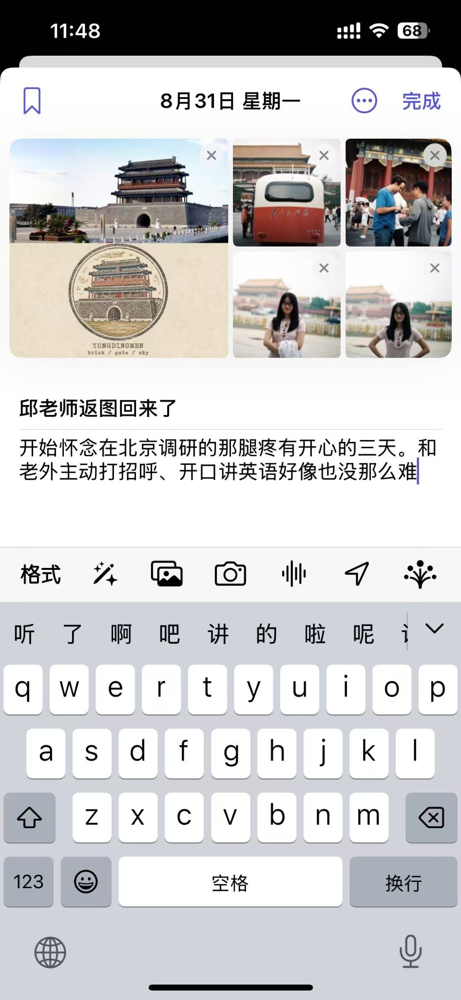 11:48
68
8月31日 星期一
完成
YONGDINGMEN
brick / gate / sky
邱老师返图回来了
开始怀念在北京调研的那腿疼有开心的三天。和
老外主动打招呼、开口讲英语好像也没那么难
格式
听 了 啊 吧 讲 的 啦 呢
q w e r t y u i o p
a s d f g h j k l
z x c v b n m
123 空格 换行